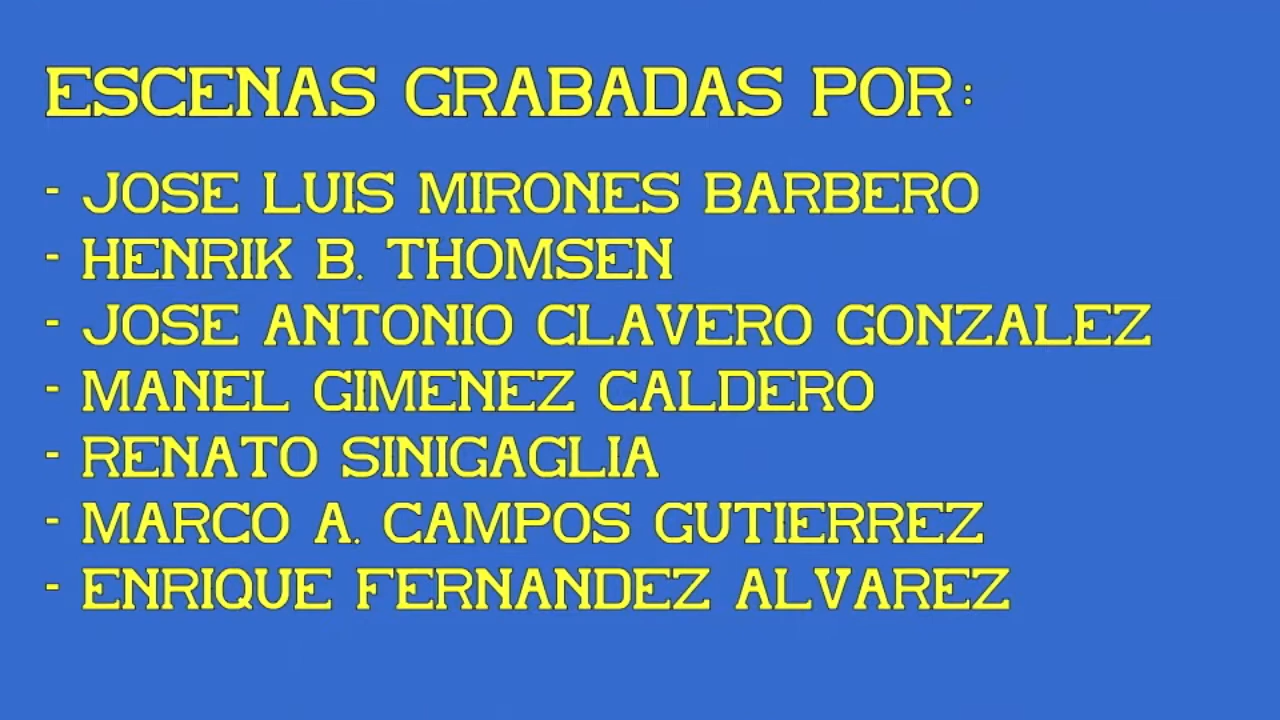 ESCENAS GRABADAS POR:
- JOSE LUIS MIRONES BARBERO
- HENRIK B. THOMSEN
- JOSE ANTONIO CLAVERO GONZALEZ
- MANEL GIMENEZ CALDERO
- RENATO SINIGAGLIA
- MARCO A. CAMPOS GUTIERREZ
- ENRIQUE FERNANDEZ ALVAREZ